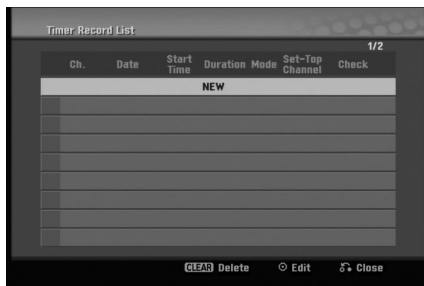 Timer Record List
1/2
Ch. Date Start Time Duration Mode Set-Top Channel Check
NEW
CLEAR Delete Edit Close